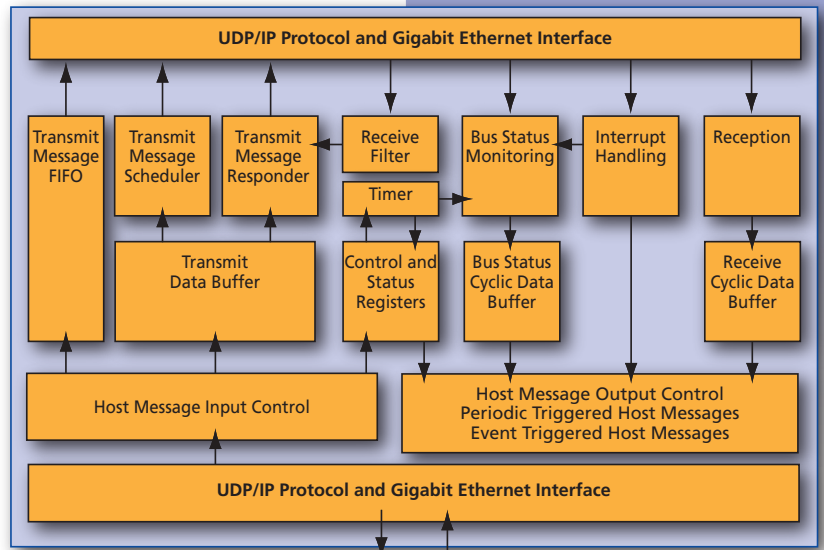 UDP/IP Protocol and Gigabit Ethernet Interface
Transmit
Message
FIFO
Transmit
Message
Scheduler
Transmit
Message
Responder
Receive
Filter
Bus Status
Monitoring
Interrupt
Handling
Reception
Timer
Transmit
Data Buffer
Control and
Status
Registers
Bus Status
Cyclic Data
Buffer
Receive
Cyclic Data
Buffer
Host Message Input Control
Host Message Output Control
Periodic Triggered Host Messages
Event Triggered Host Messages
UDP/IP Protocol and Gigabit Ethernet Interface